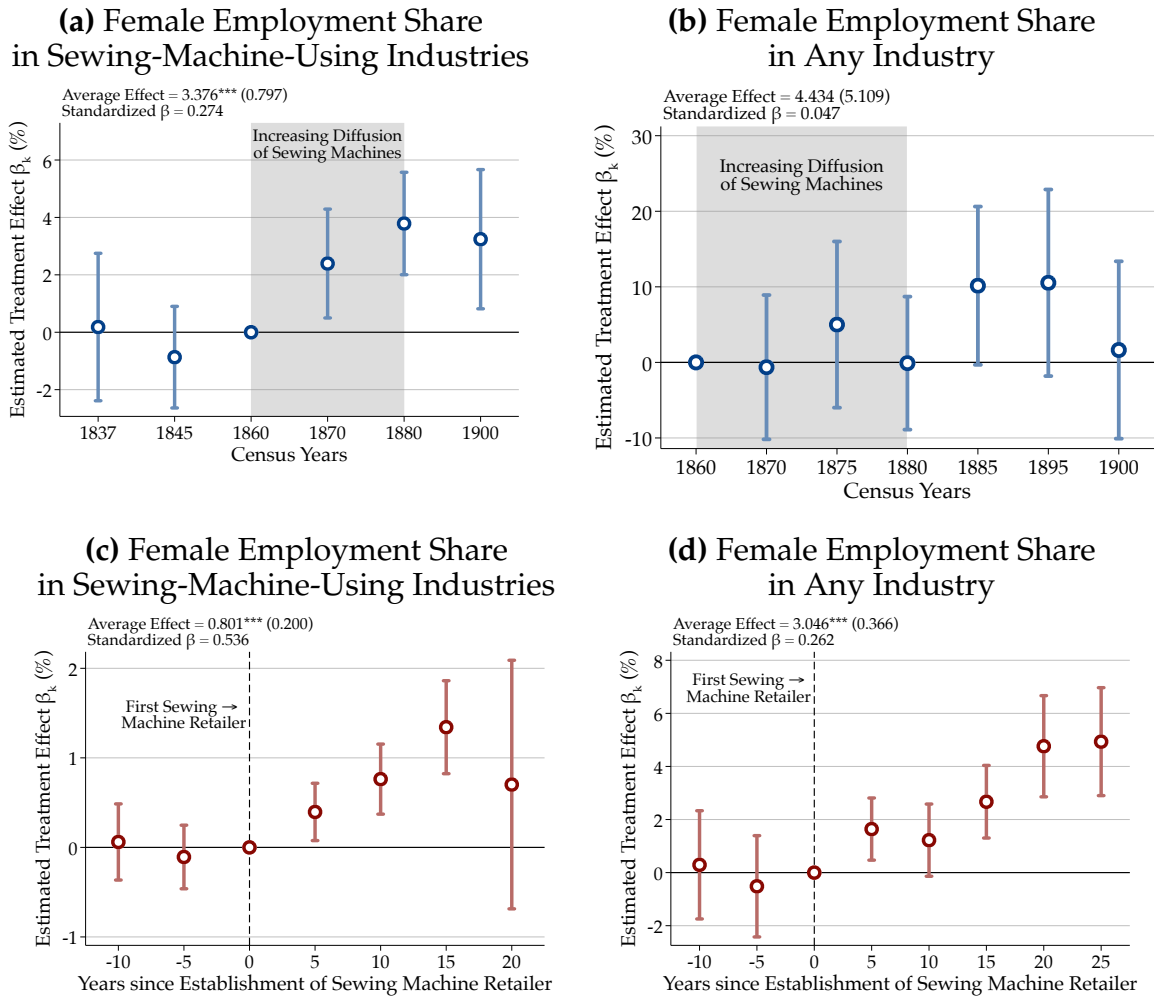 (a) Female Employment Share
in Sewing-Machine-Using Industries
Average Effect = 3.376*** (0.797)
Standardized β = 0.274
Increasing Diffusion
of Sewing Machines
Estimated Treatment Effect βk (%)
6
4
2
0
-2
1837 1845 1860 1870 1880 1900
Census Years
(b) Female Employment Share
in Any Industry
Average Effect = 4.434 (5.109)
Standardized β = 0.047
Increasing Diffusion
of Sewing Machines
Estimated Treatment Effect βk (%)
30
20
10
0
-10
1860 1870 1875 1880 1885 1895 1900
Census Years
(c) Female Employment Share
in Sewing-Machine-Using Industries
Average Effect = 0.801*** (0.200)
Standardized β = 0.536
First Sewing →
Machine Retailer
Estimated Treatment Effect βk (%)
2
1
0
-1
-10 -5 0 5 10 15 20
Years since Establishment of Sewing Machine Retailer
(d) Female Employment Share
in Any Industry
Average Effect = 3.046*** (0.366)
Standardized β = 0.262
First Sewing →
Machine Retailer
Estimated Treatment Effect βk (%)
8
6
4
2
0
-2
-10 -5 0 5 10 15 20 25
Years since Establishment of Sewing Machine Retailer